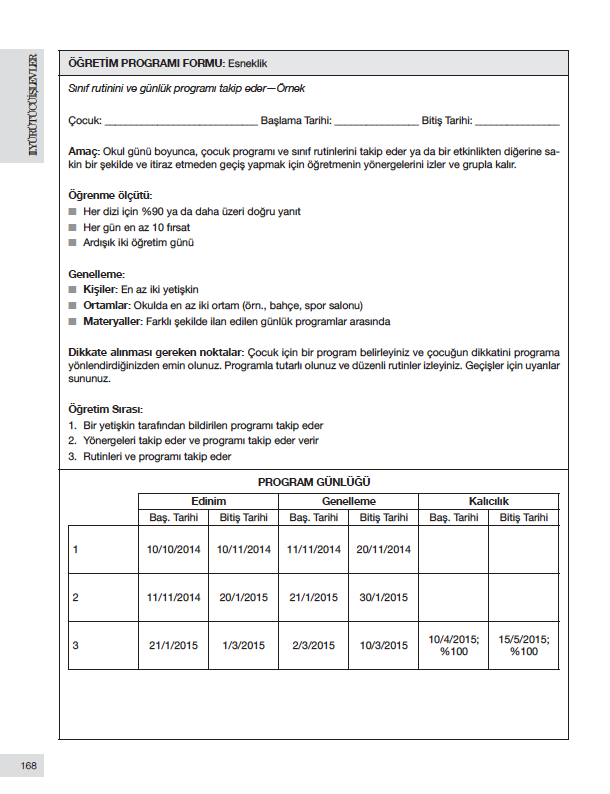 II.YÜRÜTÜCÜ İŞLEVLER
ÖĞRETİM PROGRAMI FORMU: Esneklik
Sınıf rutinini ve günlük programı takip eder—Örnek
Çocuk: ___________________________ Başlama Tarihi: _______________ Bitiş Tarihi: _______________
Amaç: Okul günü boyunca, çocuk programı ve sınıf rutinlerini takip eder ya da bir etkinlikten diğerine sa-
kin bir şekilde ve itiraz etmeden geçiş yapmak için öğretmenin yönergelerini izler ve grupla kalır.
Öğrenme ölçütü:
■ Her dizi için %90 ya da daha üzeri doğru yanıt
■ Her gün en az 10 fırsat
■ Ardışık iki öğretim günü
Genelleme:
■ Kişiler: En az iki yetişkin
■ Ortamlar: Okulda en az iki ortam (örn., bahçe, spor salonu)
■ Materyaller: Farklı şekilde ilan edilen günlük programlar arasında
Dikkate alınması gereken noktalar: Çocuk için bir program belirleyiniz ve çocuğun dikkatini programa
yönlendirdiğinizden emin olunuz. Programla tutarlı olunuz ve düzenli rutinler izleyiniz. Geçişler için uyarılar
sununuz.
Öğretim Sırası:
1. Bir yetişkin tarafından bildirilen programı takip eder
2. Yönergeleri takip eder ve programı takip eder verir
3. Rutinleri ve programı takip eder
PROGRAM GÜNLÜĞÜ
Edinim Genelleme Kalıcılık
Baş. Tarihi Bitiş Tarihi Baş. Tarihi Bitiş Tarihi Baş. Tarihi Bitiş Tarihi
1 10/10/2014 10/11/2014 11/11/2014 20/11/2014
2 11/11/2014 20/1/2015 21/1/2015 30/1/2015
3 21/1/2015 1/3/2015 2/3/2015 10/3/2015 10/4/2015; 15/5/2015;
%100 %100
168